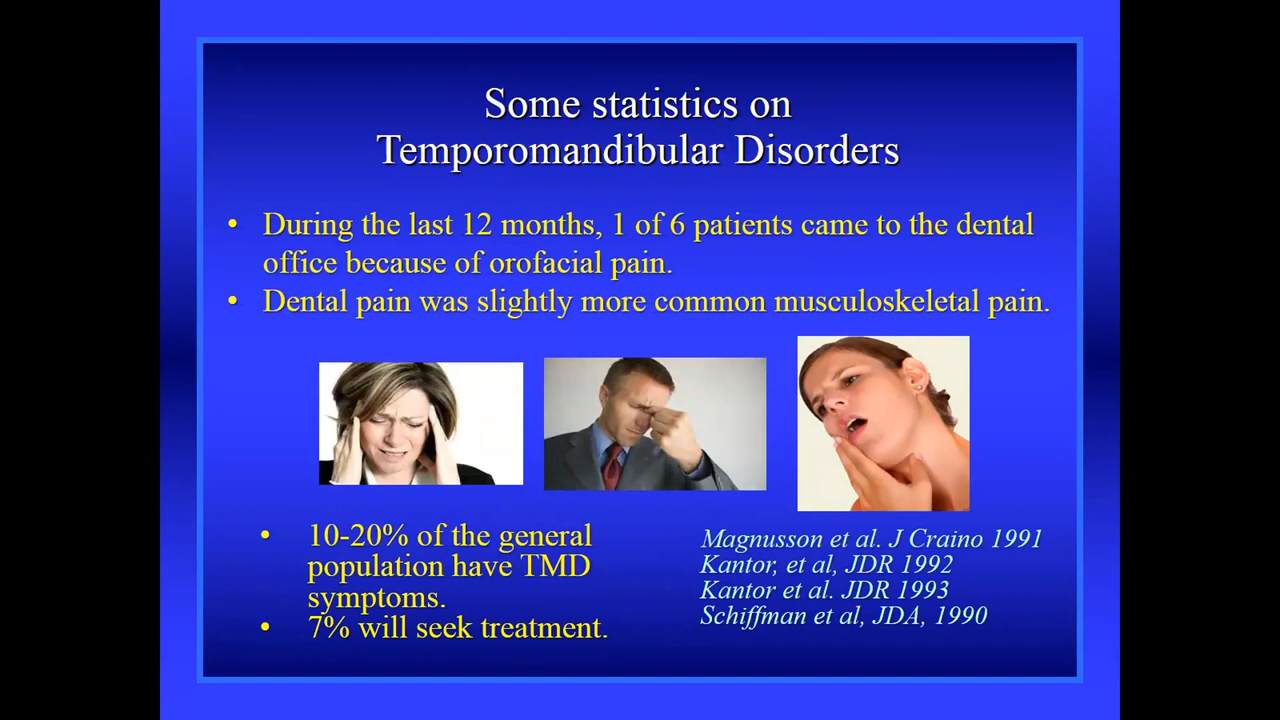 Some statistics on
Temporomandibular Disorders
• During the last 12 months, 1 of 6 patients came to the dental
office because of orofacial pain.
• Dental pain was slightly more common musculoskeletal pain.
• 10-20% of the general
population have TMD
symptoms.
• 7% will seek treatment.
Magnusson et al. J Craino 1991
Kantor, et al, JDR 1992
Kantor et al. JDR 1993
Schiffman et al, JDA, 1990